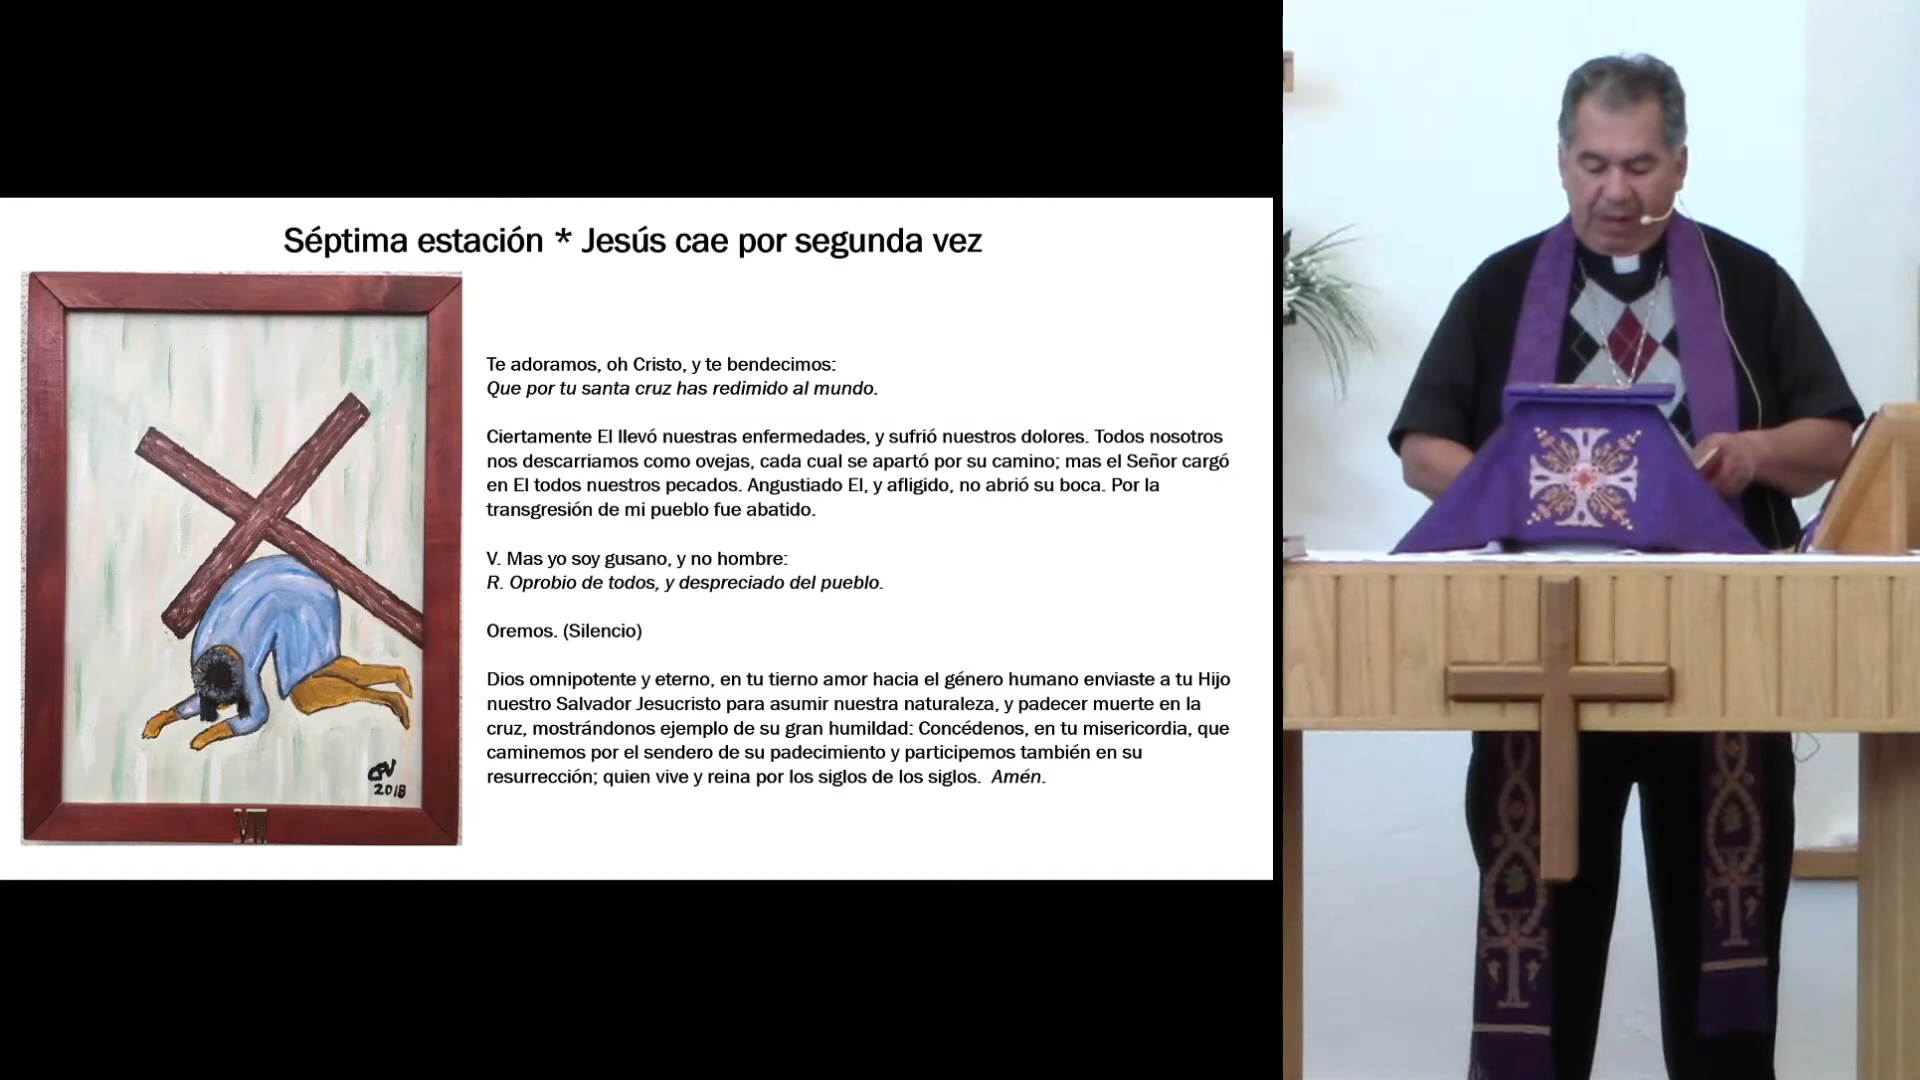 Séptima estación * Jesús cae por segunda vez
Te adoramos, oh Cristo, y te bendecimos:
Que por tu santa cruz has redimido al mundo.
Ciertamente El llevó nuestras enfermedades, y sufrió nuestros dolores. Todos nosotros
nos descarriamos como ovejas, cada cual se apartó por su camino; mas el Señor cargó
en El todos nuestros pecados. Angustiado El, y afligido, no abrió su boca. Por la
transgresión de mi pueblo fue abatido.
V. Mas yo soy gusano, y no hombre:
R. Oprobio de todos, y despreciado del pueblo.
Oremos. (Silencio)
Dios omnipotente y eterno, en tu tierno amor hacia el género humano enviaste a tu Hijo
nuestro Salvador Jesucristo para asumir nuestra naturaleza, y padecer muerte en la
cruz, mostrándonos ejemplo de su gran humildad: Concédenos, en tu misericordia, que
caminemos por el sendero de su padecimiento y participemos también en su
resurrección; quien vive y reina por los siglos de los siglos.  Amén.
2018
VII